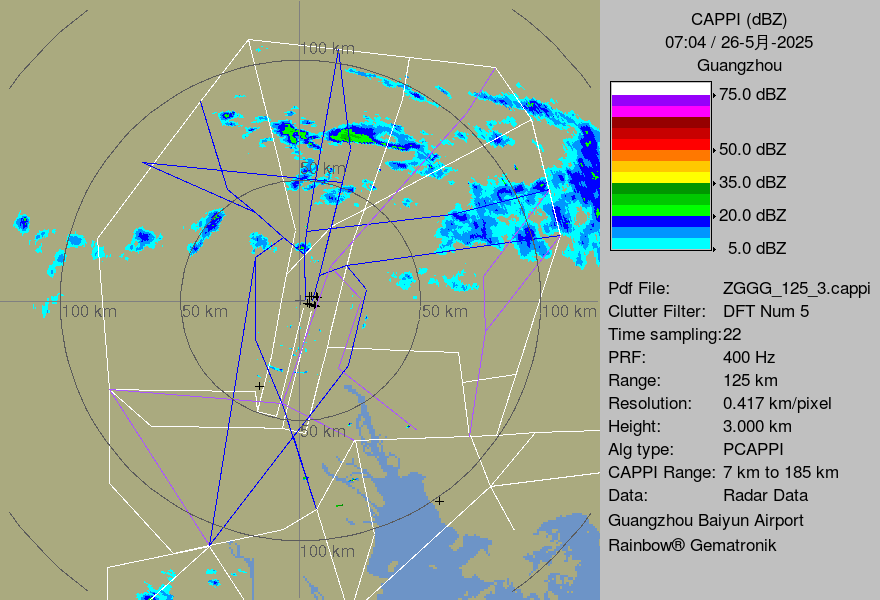 100 km
50 km
100 km
50 km
50 km
100 km
50 km
100 km
CAPPI (dBZ)
07:04 / 26-5月-2025
Guangzhou
75.0 dBZ
50.0 dBZ
35.0 dBZ
20.0 dBZ
5.0 dBZ
Pdf File: ZGGG_125_3.cappi
Clutter Filter: DFT Num 5
Time sampling:22
PRF: 400 Hz
Range: 125 km
Resolution: 0.417 km/pixel
Height: 3.000 km
Alg type: PCAPPI
CAPPI Range: 7 km to 185 km
Data: Radar Data
Guangzhou Baiyun Airport
Rainbow® Gematronik